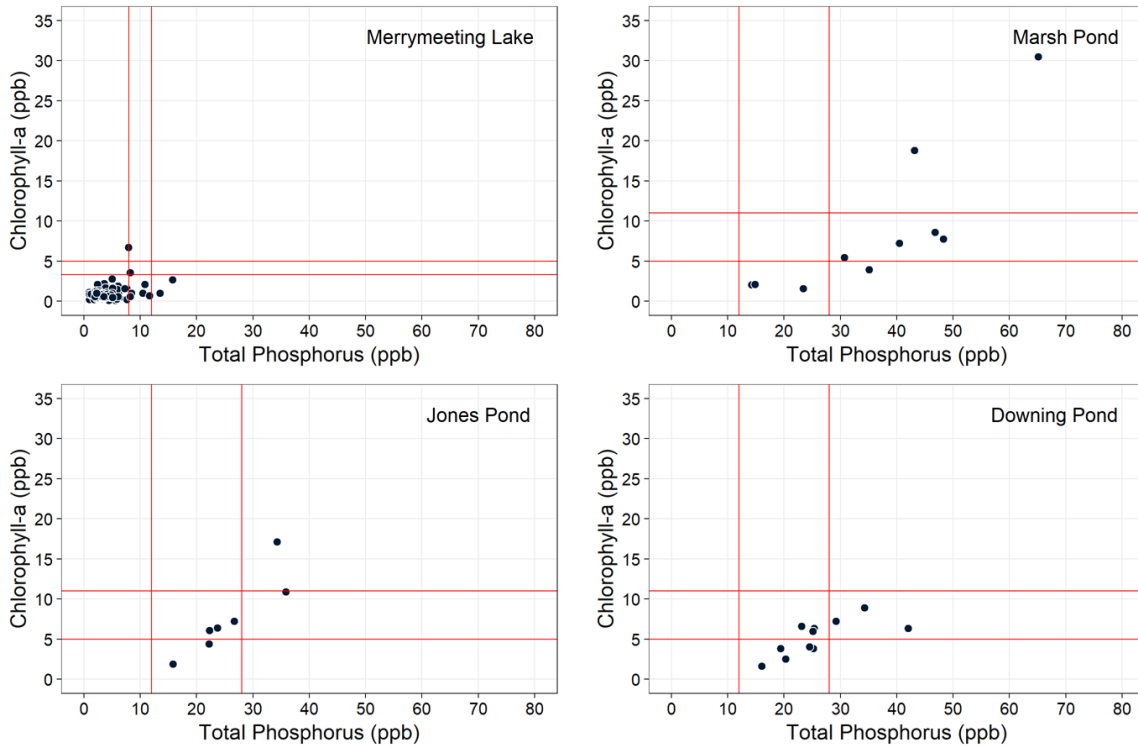 Merrymeeting Lake
35
30
25
20
15
10
5
0
Chlorophyll-a (ppb)
0 10 20 30 40 50 60 70 80
Total Phosphorus (ppb)
Marsh Pond
35
30
25
20
15
10
5
0
Chlorophyll-a (ppb)
0 10 20 30 40 50 60 70 80
Total Phosphorus (ppb)
Jones Pond
35
30
25
20
15
10
5
0
Chlorophyll-a (ppb)
0 10 20 30 40 50 60 70 80
Total Phosphorus (ppb)
Downing Pond
35
30
25
20
15
10
5
0
Chlorophyll-a (ppb)
0 10 20 30 40 50 60 70 80
Total Phosphorus (ppb)